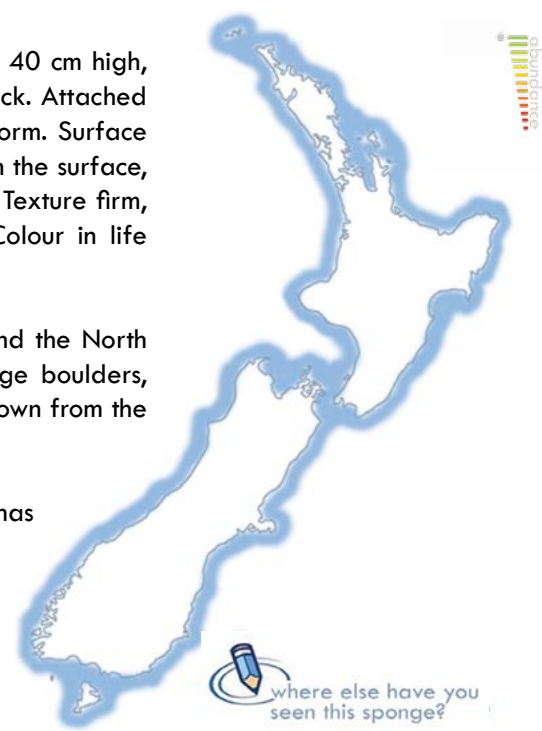 40 cm high,
ck. Attached
orm. Surface
n the surface,
Texture firm,
Colour in life
nd the North
ge boulders,
own from the
nas
abundance
where else have you
seen this sponge?